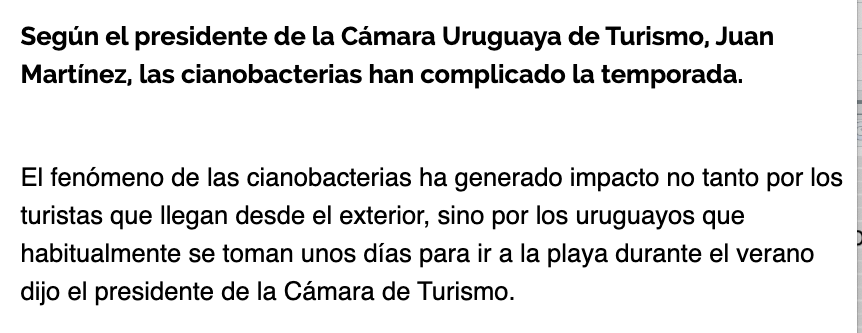 Según el presidente de la Cámara Uruguaya de Turismo, Juan
Martínez, las cianobacterias han complicado la temporada.
El fenómeno de las cianobacterias ha generado impacto no tanto por los
turistas que llegan desde el exterior, sino por los uruguayos que
habitualmente se toman unos días para ir a la playa durante el verano
dijo el presidente de la Cámara de Turismo.